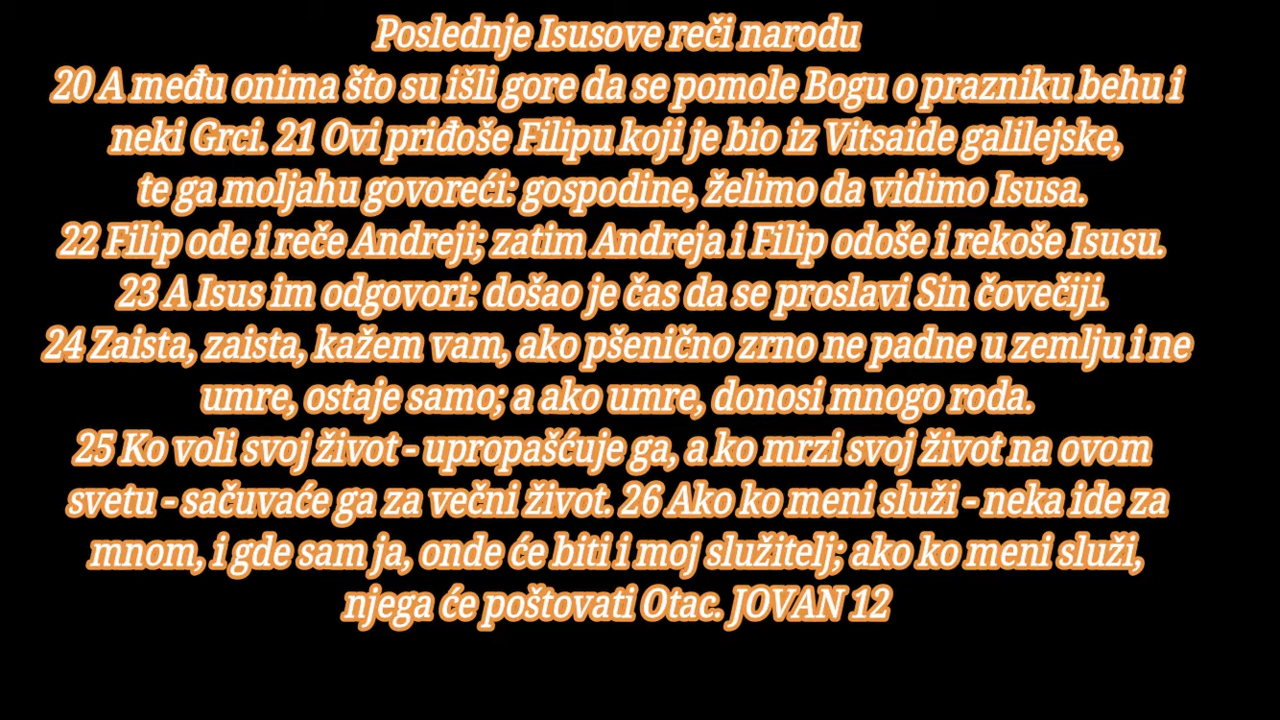 Poslednje Isusove reči narodu
20 A među onima što su išli gore da se pomole Bogu o prazniku behu i
neki Grci. 21 Ovi priđoše Filipu koji je bio iz Vitsaide galilejske,
te ga moljahu govoreći: gospodine, želimo da vidimo Isusa.
22 Filip ode i reče Andreji; zatim Andreja i Filip odoše i rekoše Isusu.
23 A Isus im odgovori: došao je čas da se proslavi Sin čovečiji.
24 Zaista, zaista, kažem vam, ako pšenično zrno ne padne u zemlju i ne
umre, ostaje samo; a ako umre, donosi mnogo roda.
25 Ko voli svoj život - upropašćuje ga, a ko mrzi svoj život na ovom
svetu - sačuvaće ga za večni život. 26 Ako ko meni služi - neka ide za
mnom, i gde sam ja, onde će biti i moj služitelj; ako ko meni služi,
njega će poštovati Otac. JOVAN 12